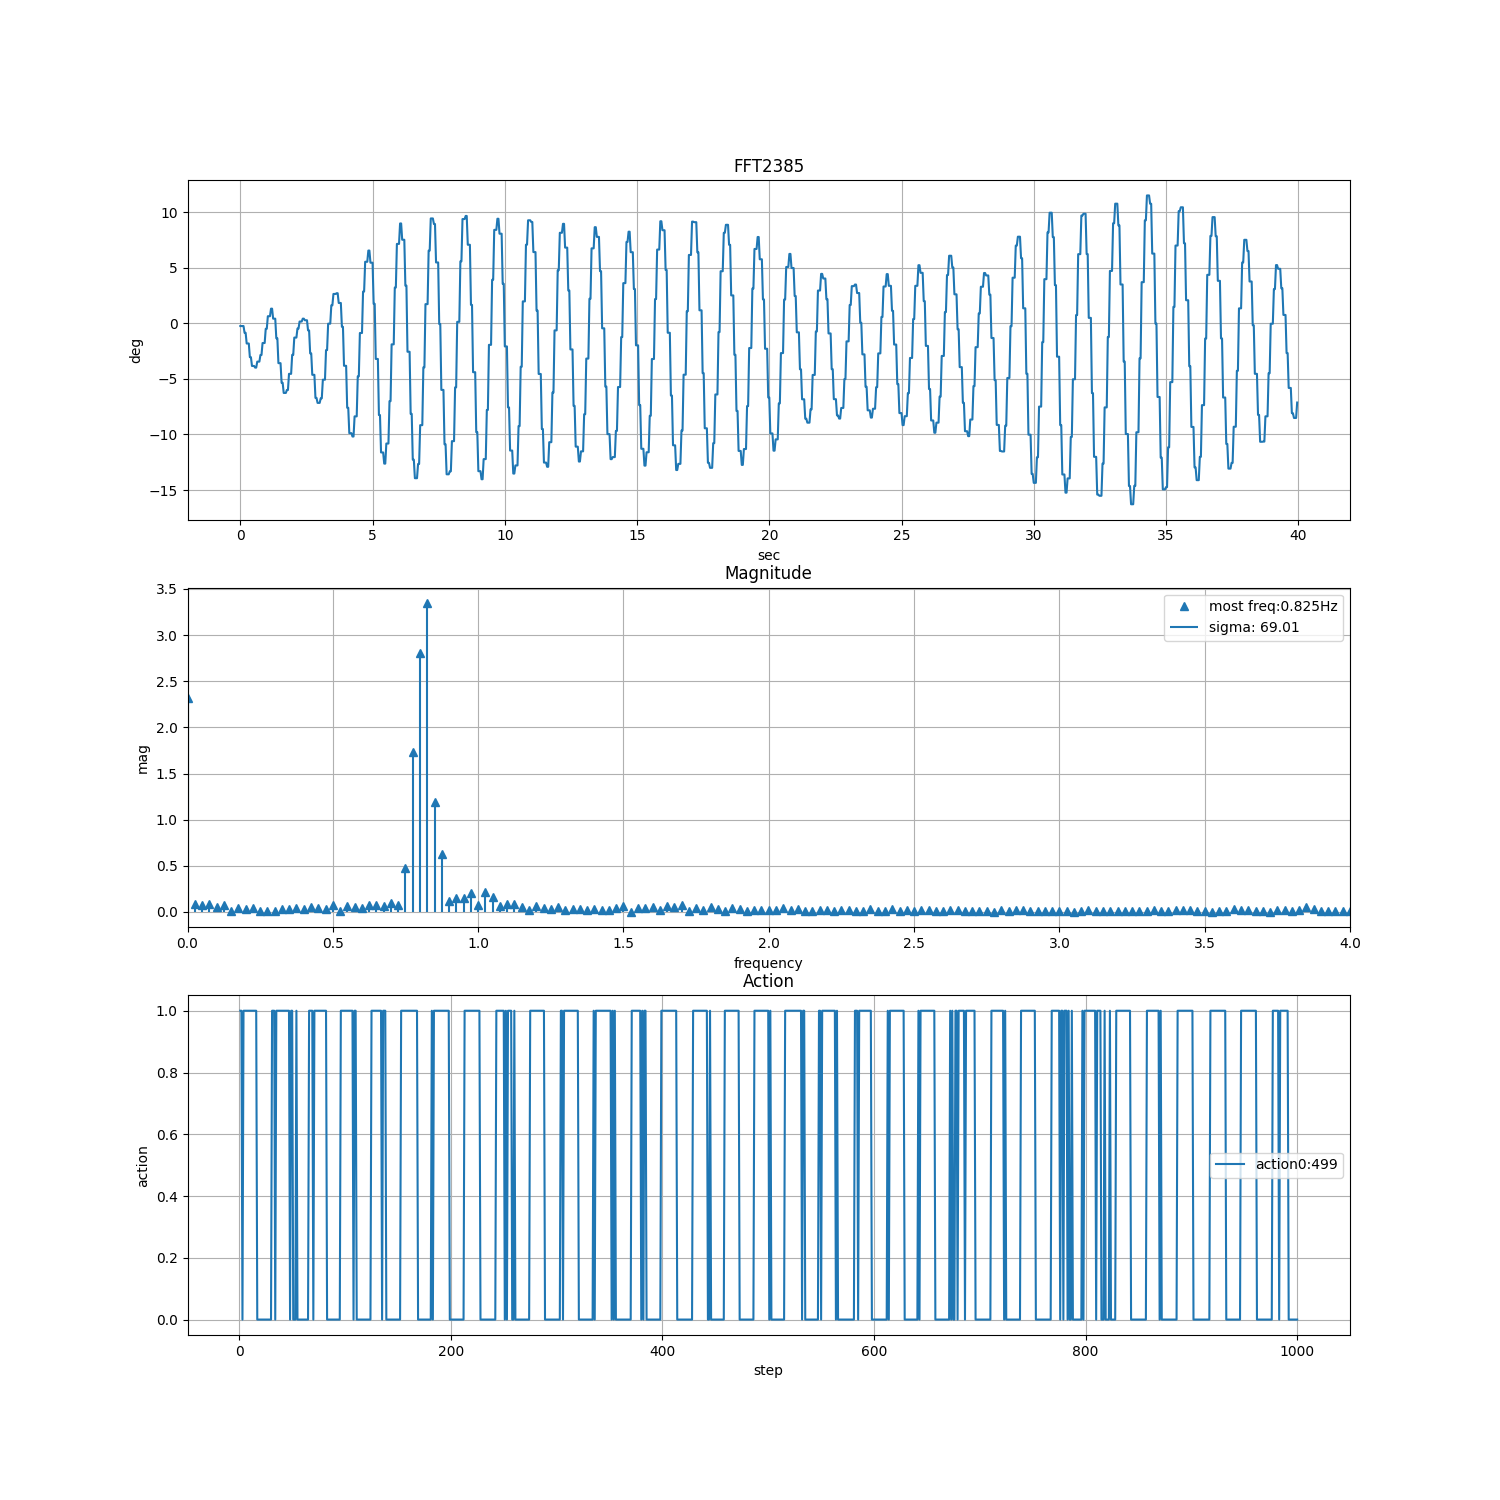 FFT2385
10
5
0
−5
−10
−15
deg
0 5 10 15 20 25 30 35 40
sec
Magnitude
3.5
3.0
2.5
2.0
1.5
1.0
0.5
0.0
mag
most freq:0.825Hz
sigma: 69.01
0.0 0.5 1.0 1.5 2.0 2.5 3.0 3.5 4.0
frequency
Action
1.0
0.8
0.6
0.4
0.2
0.0
action
action0:499
0 200 400 600 800 1000
step